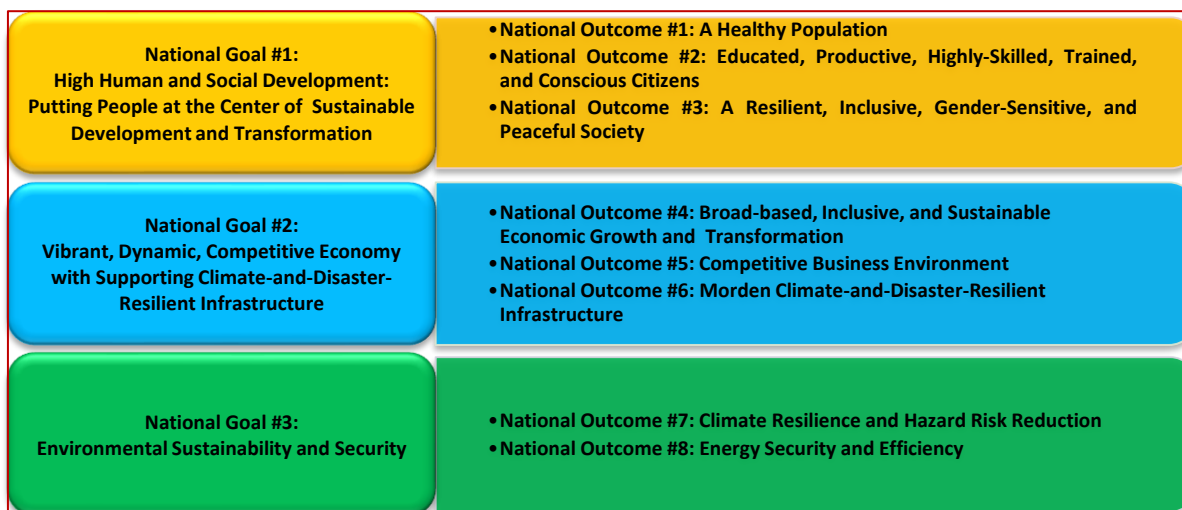 National Goal #1:
High Human and Social Development:
Putting People at the Center of Sustainable
Development and Transformation
•National Outcome #1: A Healthy Population
•National Outcome #2: Educated, Productive, Highly-Skilled, Trained,
and Conscious Citizens
•National Outcome #3: A Resilient, Inclusive, Gender-Sensitive, and
Peaceful Society
National Goal #2:
Vibrant, Dynamic, Competitive Economy
with Supporting Climate-and-Disaster-
Resilient Infrastructure
•National Outcome #4: Broad-based, Inclusive, and Sustainable
Economic Growth and Transformation
•National Outcome #5: Competitive Business Environment
•National Outcome #6: Morden Climate-and-Disaster-Resilient
Infrastructure
National Goal #3:
Environmental Sustainability and Security
•National Outcome #7: Climate Resilience and Hazard Risk Reduction
•National Outcome #8: Energy Security and Efficiency